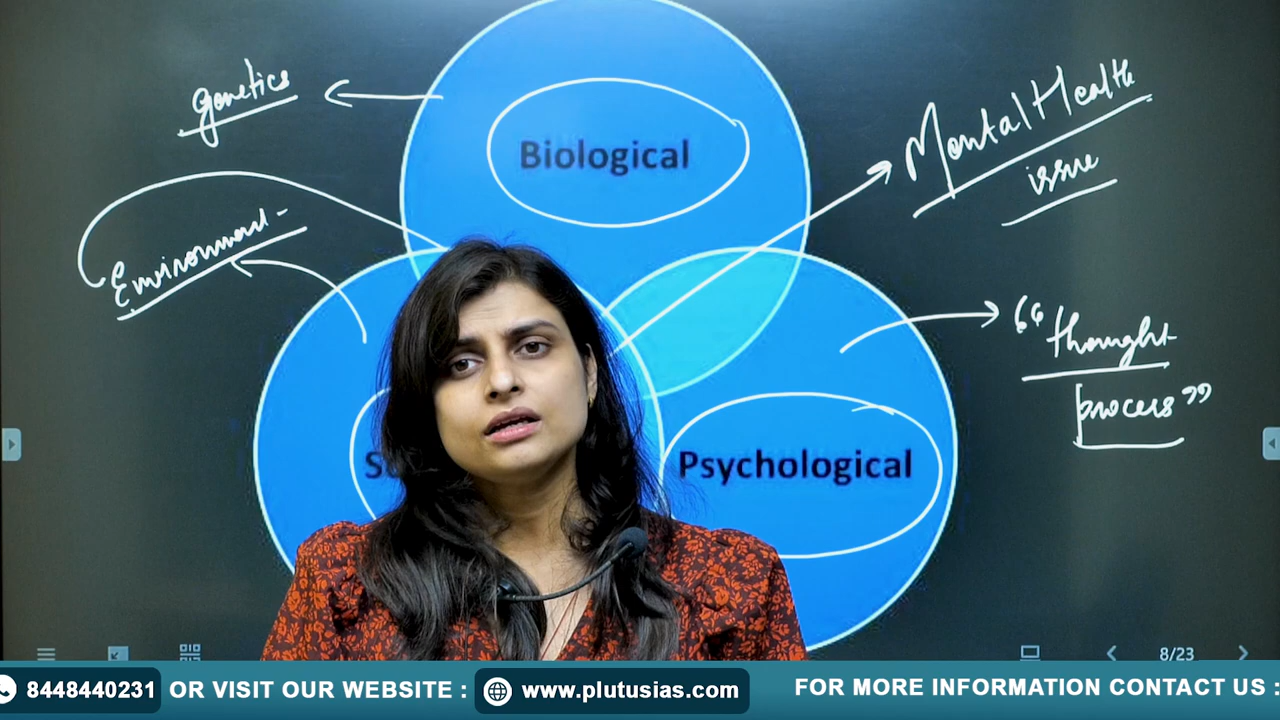 genetics
Biological
Mental Health
issue
Environment
"thought
process"
Psychological
8/23
8448440231 OR VISIT OUR WEBSITE : www.plutusias.com FOR MORE INFORMATION CONTACT US :